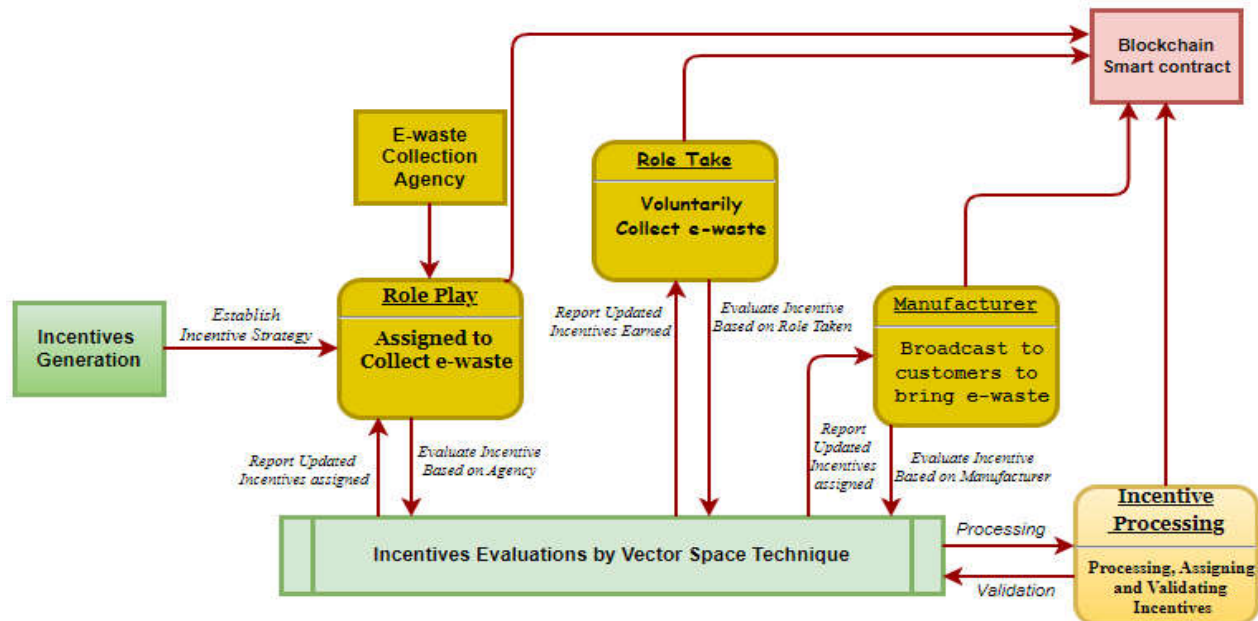 Blockchain
Smart contract
E-waste
Collection
Agency
Role Take
Voluntarily
Collect e-waste
Role Play
Assigned to
Collect e-waste
Establish
Incentive Strategy
Incentives
Generation
Report Updated
Incentives Earned
Evaluate Incentive
Based on Role Taken
Manufacturer
Broadcast to
customers to
bring e-waste
Report Updated
Incentives assigned
Evaluate Incentive
Based on Agency
Report
Updated
Incentives
assigned
Evaluate Incentive
Based on Manufacturer
Incentives Evaluations by Vector Space Technique
Processing
Validation
Incentive
Processing
Processing, Assigning
and Validating
Incentives